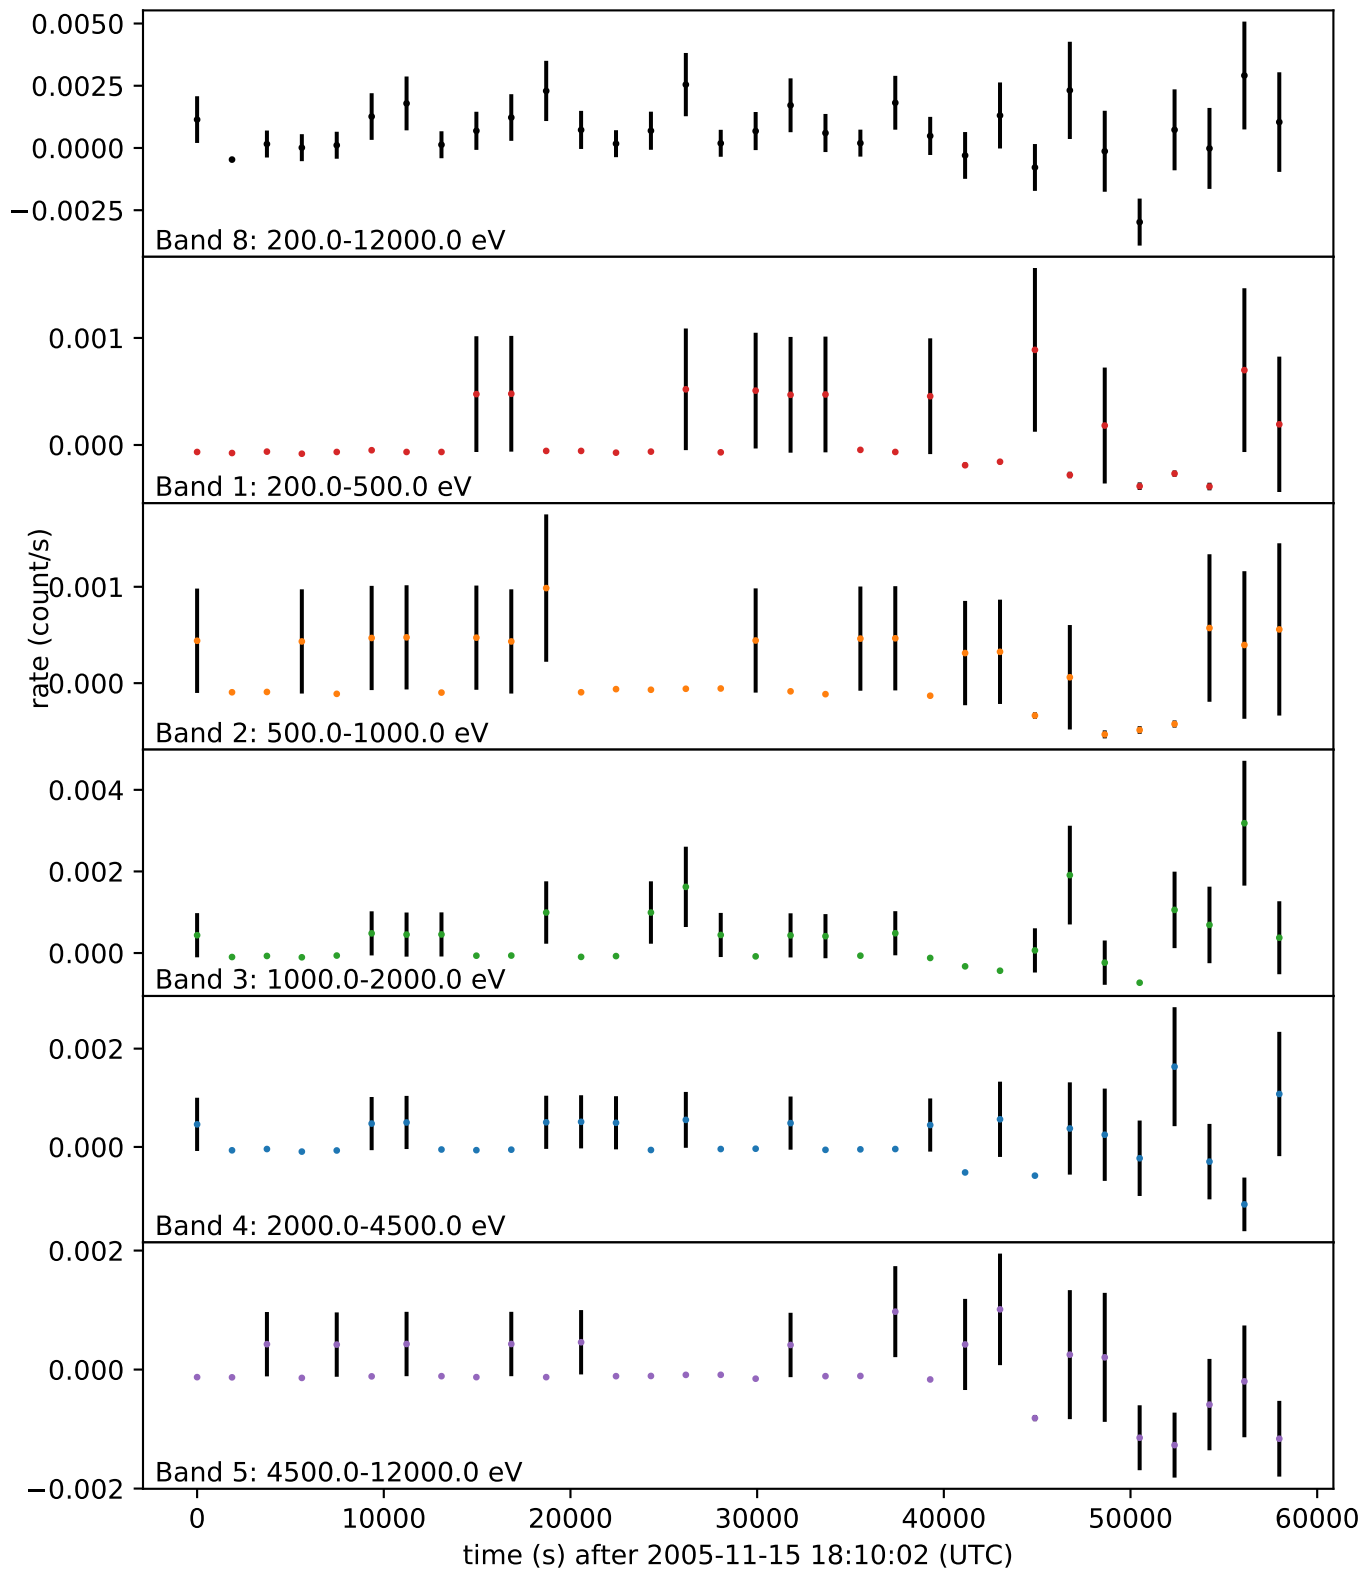 0.0050
0.0025
0.0000
−0.0025
Band 8: 200.0-12000.0 eV
0.001
0.000
Band 1: 200.0-500.0 eV
rate (count/s)
0.001
0.000
Band 2: 500.0-1000.0 eV
0.004
0.002
0.000
Band 3: 1000.0-2000.0 eV
0.002
0.000
Band 4: 2000.0-4500.0 eV
0.002
0.000
−0.002
Band 5: 4500.0-12000.0 eV
0 10000 20000 30000 40000 50000 60000
time (s) after 2005-11-15 18:10:02 (UTC)